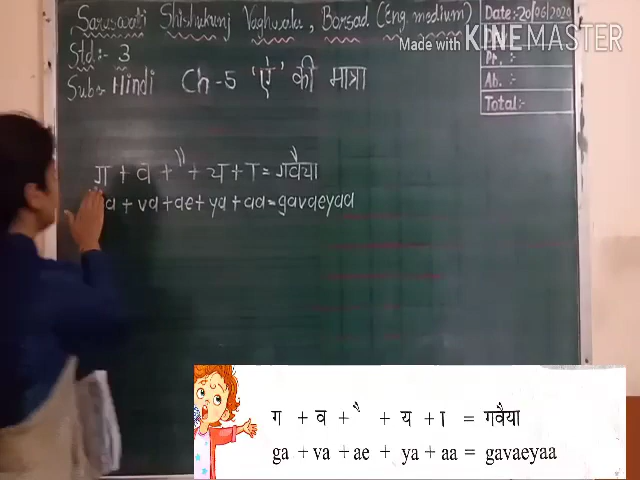 Saraswati Shishukunj Vaghwala, Borsad (Eng. medium)
Date:- 20/06/2020
Made with KINEMASTER
Std:- 3
Pr. :
Sub:- Hindi Ch-5 'ऐ' की मात्रा
Ab. :
Total:-
ग + व + ै + य + ा = गवैया
a + va + ae + ya + aa = gavaeyaa
ग + व + ै + य + ा = गवैया
ga + va + ae + ya + aa = gavaeyaa